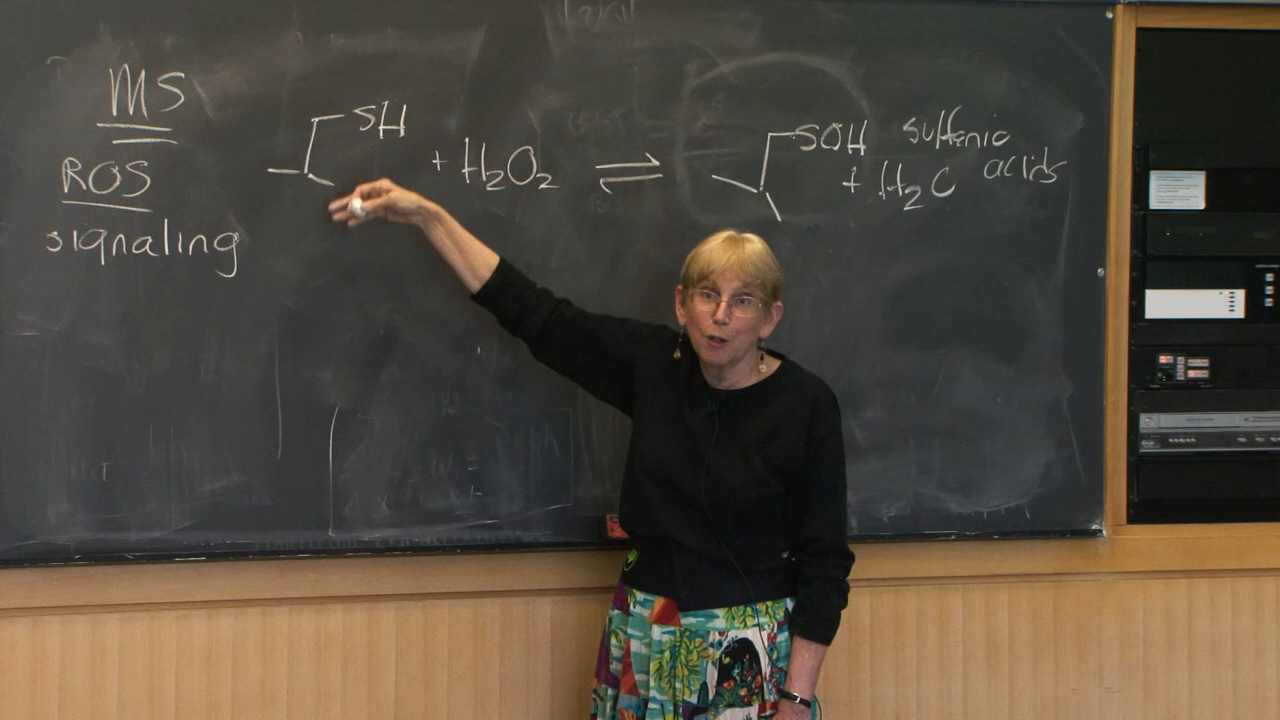 MS
ROS
signaling
SH
+ H₂O₂ ⇌
SOH sulfenic
acids
+ H₂O